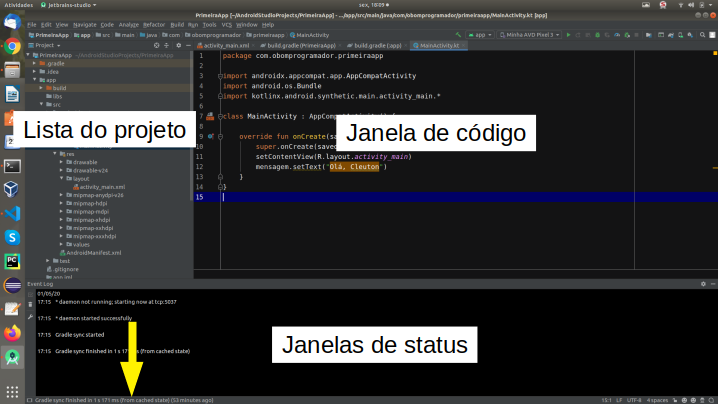 Atividades
jetbrains-studio
sex, 18:09
PrimeiraApp [~/AndroidStudioProjects/PrimeiraApp] - .../app/src/main/java/com/obomprogramador/primeiraapp/MainActivity.kt [app]
File Edit View Navigate Code Analyze Refactor Build Run Tools VCS Window Help
PrimeiraApp app src main java com obomprogramador primeiraapp MainActivity
app
Minha AVD Pixel 3
Project
activity_main.xml
build.gradle (PrimeiraApp)
build.gradle (:app)
MainActivity.kt
PrimeiraApp ~/AndroidStudioProjects/PrimeiraApp
.gradle
.idea
app
build
libs
src
Lista do projeto
res
drawable
drawable-v24
layout
activity_main.xml
mipmap-anydpi-v26
mipmap-hdpi
mipmap-mdpi
mipmap-xhdpi
mipmap-xxhdpi
mipmap-xxxhdpi
values
AndroidManifest.xml
test
.gitignore
app.iml
1 package com.obomprogramador.primeiraapp
2
3 import androidx.appcompat.app.AppCompatActivity
4 import android.os.Bundle
5 import kotlinx.android.synthetic.main.activity_main.*
6
7 class MainActivity : AppCompatActivity() {
8
Janela de código
9 override fun onCreate(sa
10 super.onCreate(saved
11 setContentView(R.layout.activity_main)
12 mensagem.setText("Olá, Cleuton")
13 }
14 }
15
Event Log
01/05/20
17:15 * daemon not running; starting now at tcp:5037
17:15 * daemon started successfully
17:15 Gradle sync started
17:15 Gradle sync finished in 1 s 171 ms (from cached state)
Janelas de status
Gradle sync finished in 1 s 171 ms (from cached state) (53 minutes ago)
15:1 LF UTF-8 4 spaces